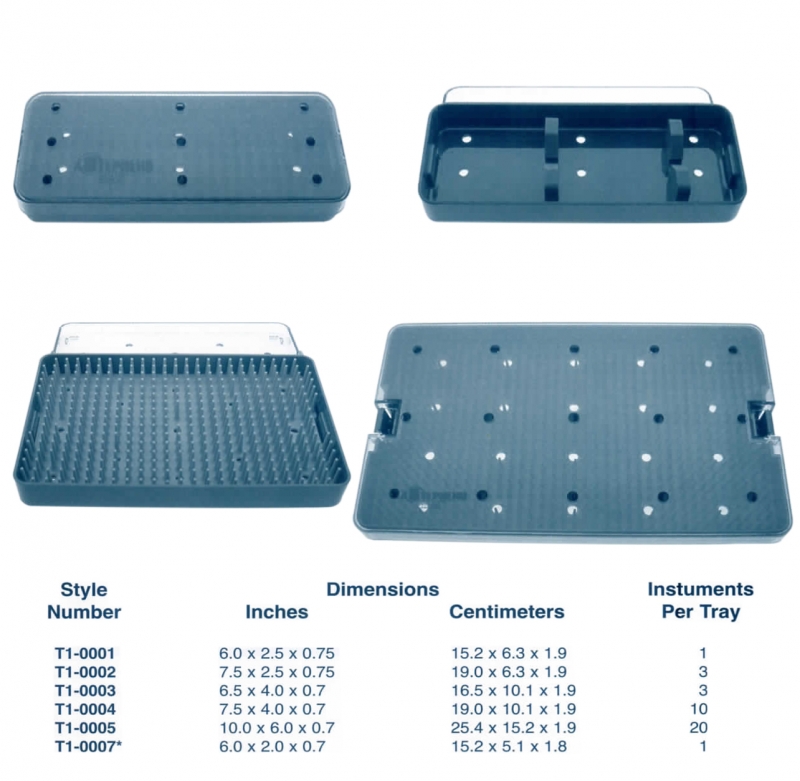 Style Dimensions Instuments
Number Inches Centimeters Per Tray
T1-0001 6.0 x 2.5 x 0.75 15.2 x 6.3 x 1.9 1
T1-0002 7.5 x 2.5 x 0.75 19.0 x 6.3 x 1.9 3
T1-0003 6.5 x 4.0 x 0.7 16.5 x 10.1 x 1.9 3
T1-0004 7.5 x 4.0 x 0.7 19.0 x 10.1 x 1.9 10
T1-0005 10.0 x 6.0 x 0.7 25.4 x 15.2 x 1.9 20
T1-0007* 6.0 x 2.0 x 0.7 15.2 x 5.1 x 1.8 1